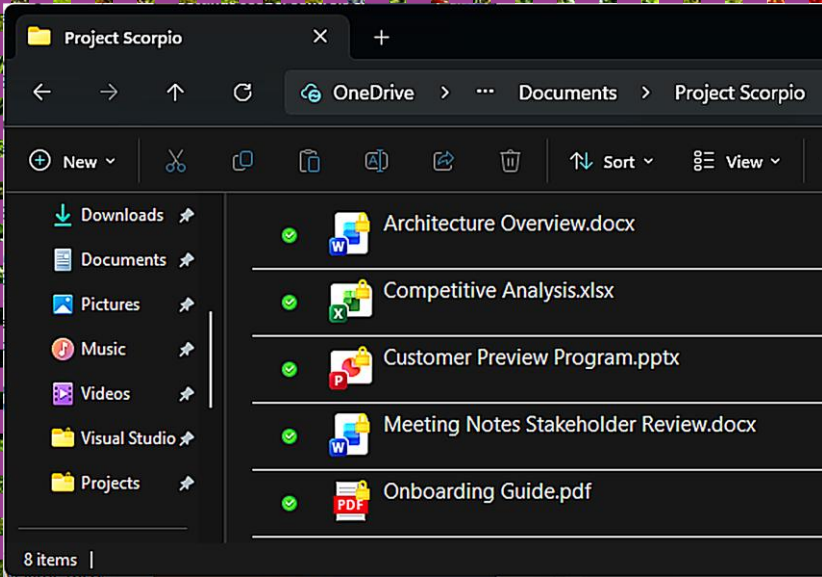 Project Scorpio
OneDrive > ... Documents > Project Scorpio
New Sort View
Downloads
Documents
Pictures
Music
Videos
Visual Studio
Projects
W Architecture Overview.docx
X Competitive Analysis.xlsx
P Customer Preview Program.pptx
W Meeting Notes Stakeholder Review.docx
PDF Onboarding Guide.pdf
8 items